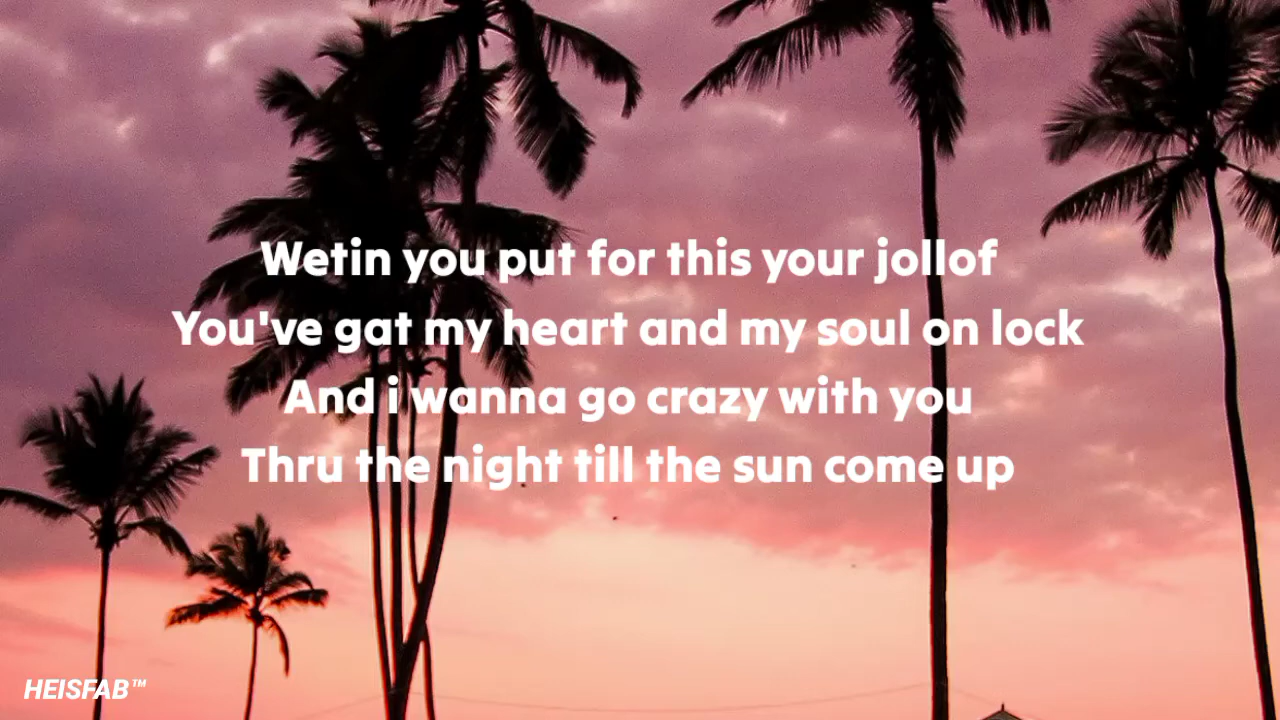 Wetin you put for this your jollof
You've gat my heart and my soul on lock
And i wanna go crazy with you
Thru the night till the sun come up
HEISFAB™